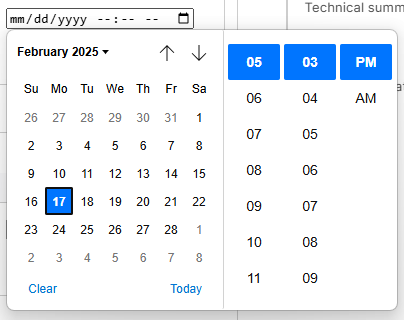 mm/dd/yyyy --:-- --
Technical summ
February 2025
Su Mo Tu We Th Fr Sa
26 27 28 29 30 31 1
2 3 4 5 6 7 8
9 10 11 12 13 14 15
16 17 18 19 20 21 22
23 24 25 26 27 28 1
2 3 4 5 6 7 8
Clear Today
05 03 PM
06 04 AM
07 05
08 06
09 07
10 08
11 09